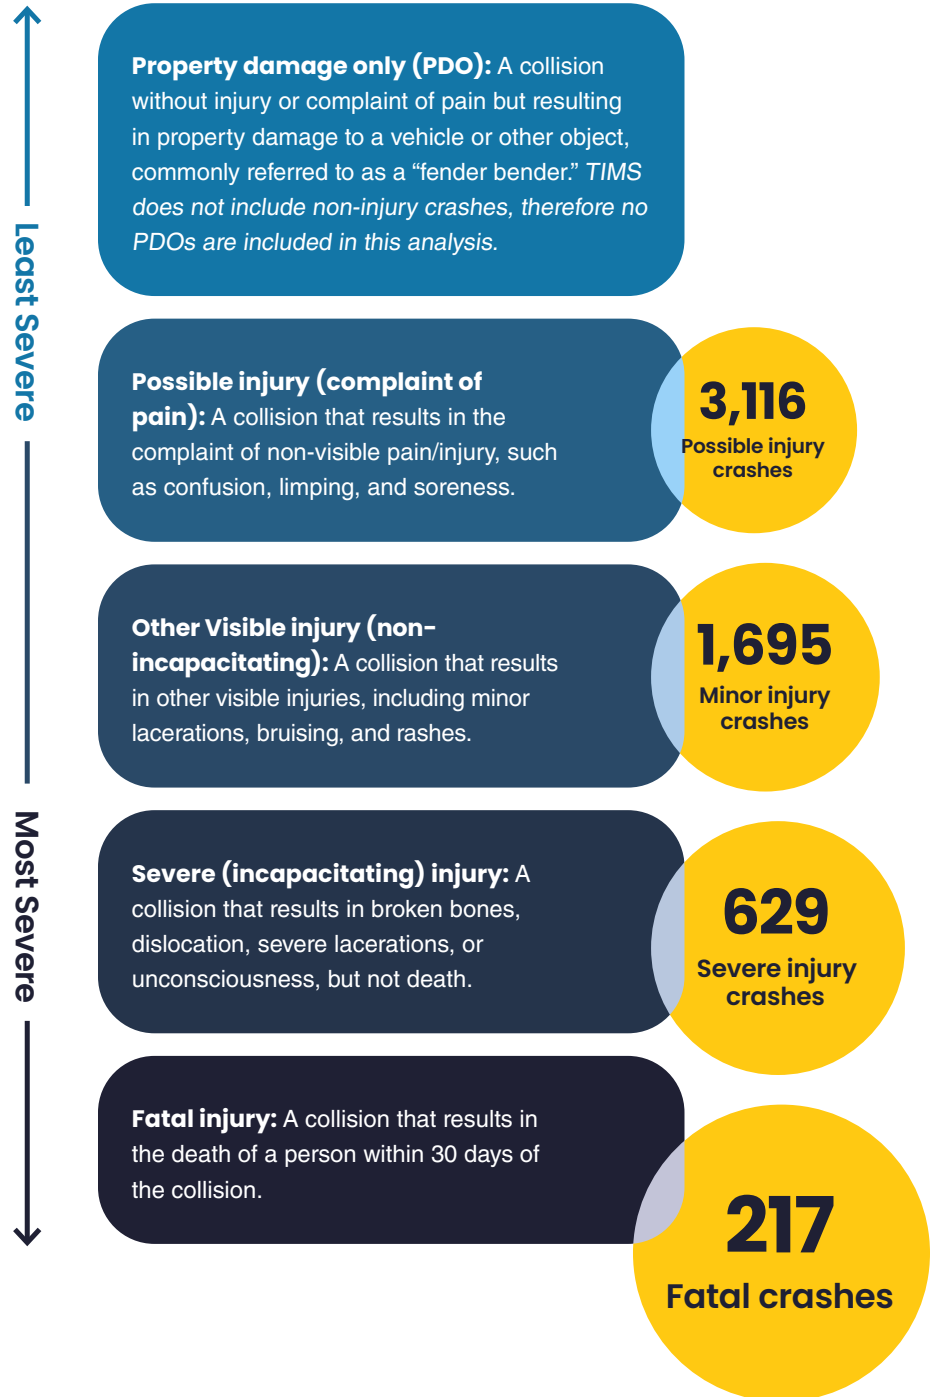 Least Severe
Most Severe
Property damage only (PDO): A collision
without injury or complaint of pain but resulting
in property damage to a vehicle or other object,
commonly referred to as a “fender bender.” TIMS
does not include non-injury crashes, therefore no
PDOs are included in this analysis.
Possible injury (complaint of
pain): A collision that results in the
complaint of non-visible pain/injury, such
as confusion, limping, and soreness.
3,116
Possible injury
crashes
Other Visible injury (non-
incapacitating): A collision that results
in other visible injuries, including minor
lacerations, bruising, and rashes.
1,695
Minor injury
crashes
Severe (incapacitating) injury: A
collision that results in broken bones,
dislocation, severe lacerations, or
unconsciousness, but not death.
629
Severe injury
crashes
Fatal injury: A collision that results in
the death of a person within 30 days of
the collision.
217
Fatal crashes